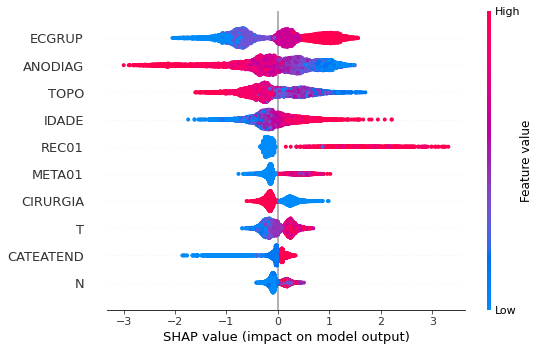 High
ECGRUP
ANODIAG
TOPO
IDADE
REC01
META01
CIRURGIA
T
CATEATEND
N
Feature value
Low
−3 −2 −1 0 1 2 3
SHAP value (impact on model output)